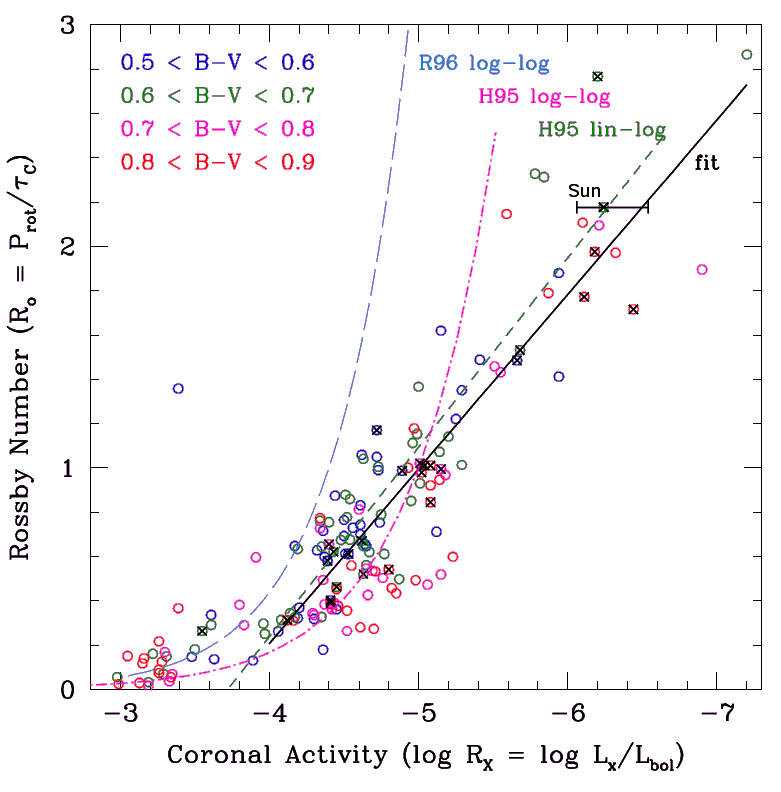 3
0.5 < B−V < 0.6
R96 log−log
0.6 < B−V < 0.7
H95 log−log
0.7 < B−V < 0.8
H95 lin−log
0.8 < B−V < 0.9
fit
Sun
2
1
0
−3 −4 −5 −6 −7
Rossby Number (Ro = Prot/τC)
Coronal Activity (log RX = log Lx/Lbol)